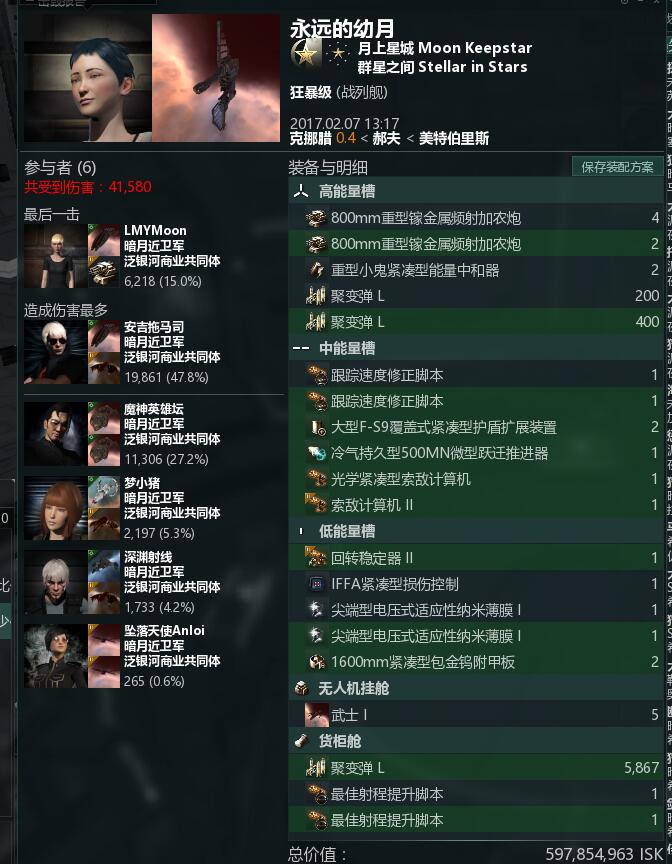 永远的幼月
月上星城 Moon Keepstar
群星之间 Stellar in Stars
狂暴级 (战列舰)
2017.02.07 13:17
克挪腊 0.4 < 郝夫 < 美特伯里斯
参与者 (6)
共受到伤害：41,580
最后一击
LMYMoon
暗月近卫军
泛银河商业共同体
6,218 (15.0%)
造成伤害最多
安吉拖马司
暗月近卫军
泛银河商业共同体
19,861 (47.8%)
魔神英雄坛
暗月近卫军
泛银河商业共同体
11,306 (27.2%)
梦小猪
暗月近卫军
泛银河商业共同体
2,197 (5.3%)
深渊射线
暗月近卫军
泛银河商业共同体
1,733 (4.2%)
坠落天使Anloi
暗月近卫军
泛银河商业共同体
265 (0.6%)
装备与明细
保存装配方案
高能量槽
800mm重型镓金属频射加农炮 4
800mm重型镓金属频射加农炮 2
重型小鬼紧凑型能量中和器 2
聚变弹 L 200
聚变弹 L 400
中能量槽
跟踪速度修正脚本 1
跟踪速度修正脚本 1
大型F-S9覆盖式紧凑型护盾扩展装置 2
冷气持久型500MN微型跃迁推进器 1
光学紧凑型索敌计算机 1
索敌计算机 II 1
低能量槽
回转稳定器 II 1
IFFA紧凑型损伤控制 1
尖端型电压式适应性纳米薄膜 I 1
尖端型电压式适应性纳米薄膜 I 1
1600mm紧凑型包金钨附甲板 2
无人机挂舱
武士 I 5
货柜舱
聚变弹 L 5,867
最佳射程提升脚本 1
最佳射程提升脚本 1
总价值： 597,854,963 ISK